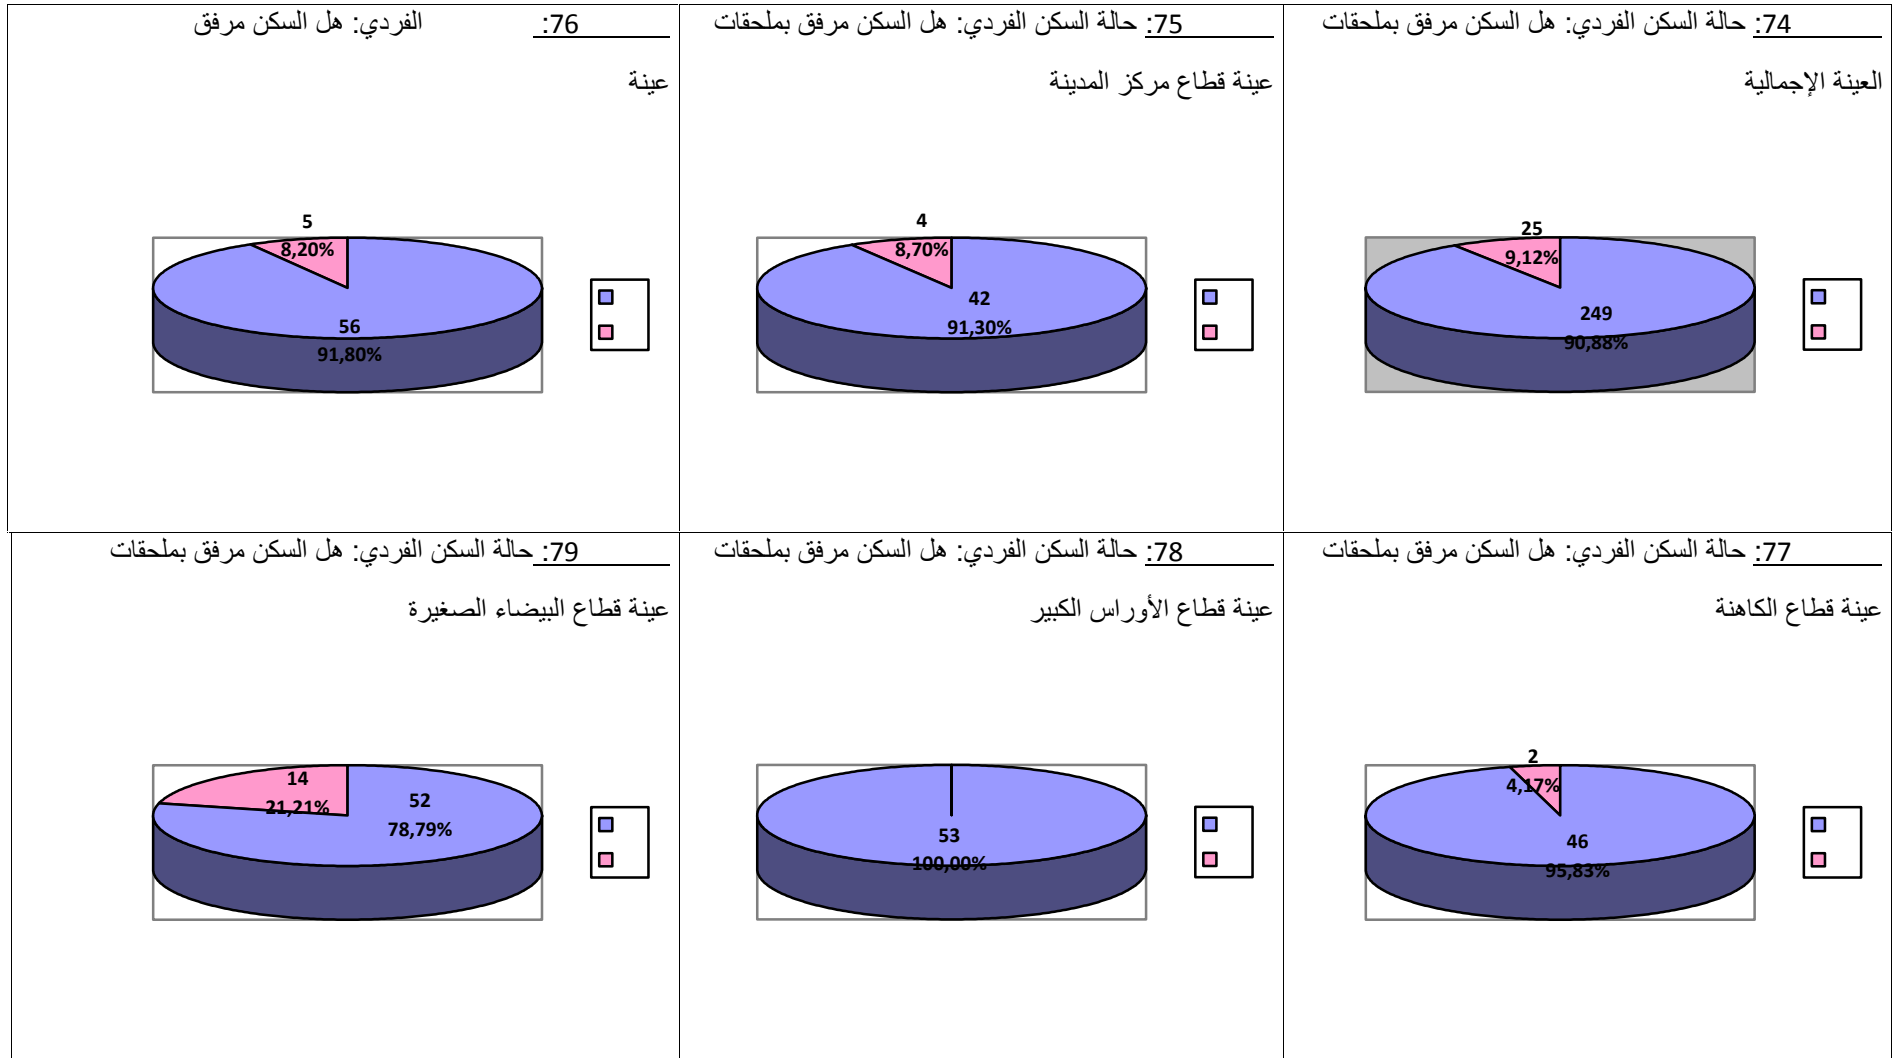 74: حالة السكن الفردي: هل السكن مرفق بملحقات
العينة الإجمالية
25
9,12%
249
90,88%
75: حالة السكن الفردي: هل السكن مرفق بملحقات
عينة قطاع مركز المدينة
4
8,70%
42
91,30%
76: الفردي: هل السكن مرفق
عينة
5
8,20%
56
91,80%
77: حالة السكن الفردي: هل السكن مرفق بملحقات
عينة قطاع الكاهنة
2
4,17%
46
95,83%
78: حالة السكن الفردي: هل السكن مرفق بملحقات
عينة قطاع الأوراس الكبير
53
100,00%
79: حالة السكن الفردي: هل السكن مرفق بملحقات
عينة قطاع البيضاء الصغيرة
14
21,21%
52
78,79%